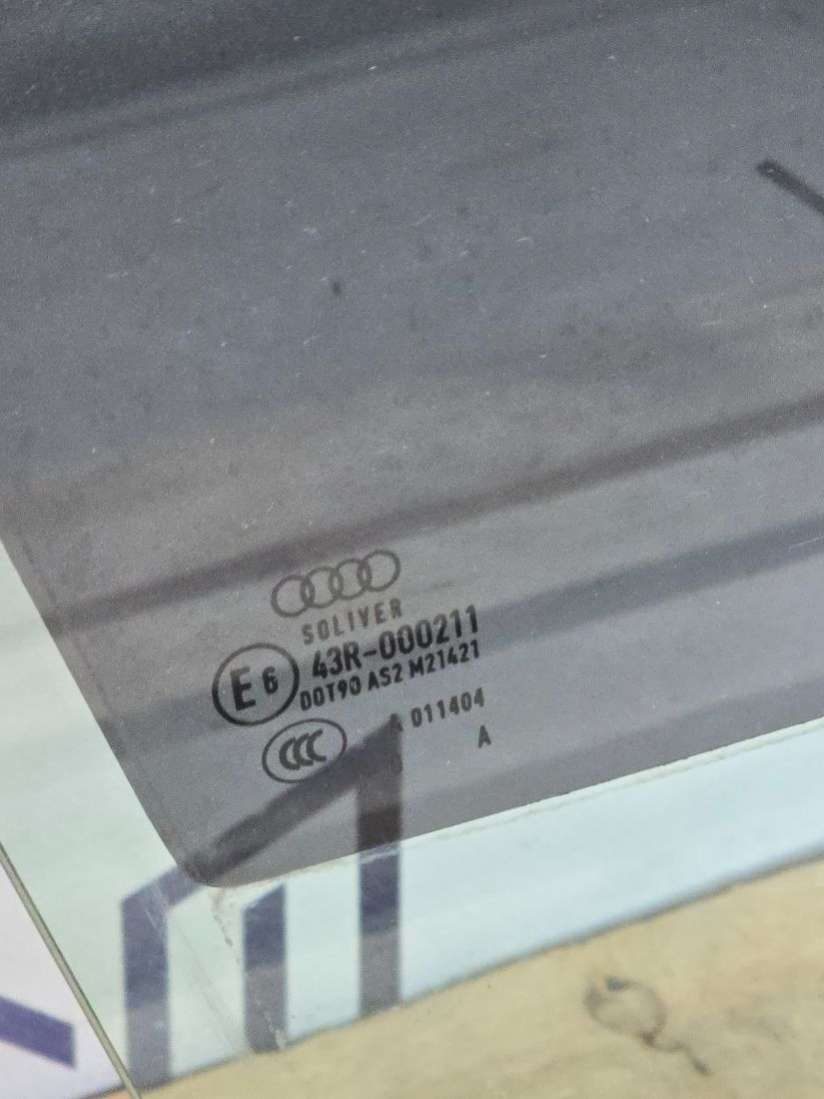 SOLIVER
E6 43R-000211
DOT90 AS2 M21421
CCC 011404
A